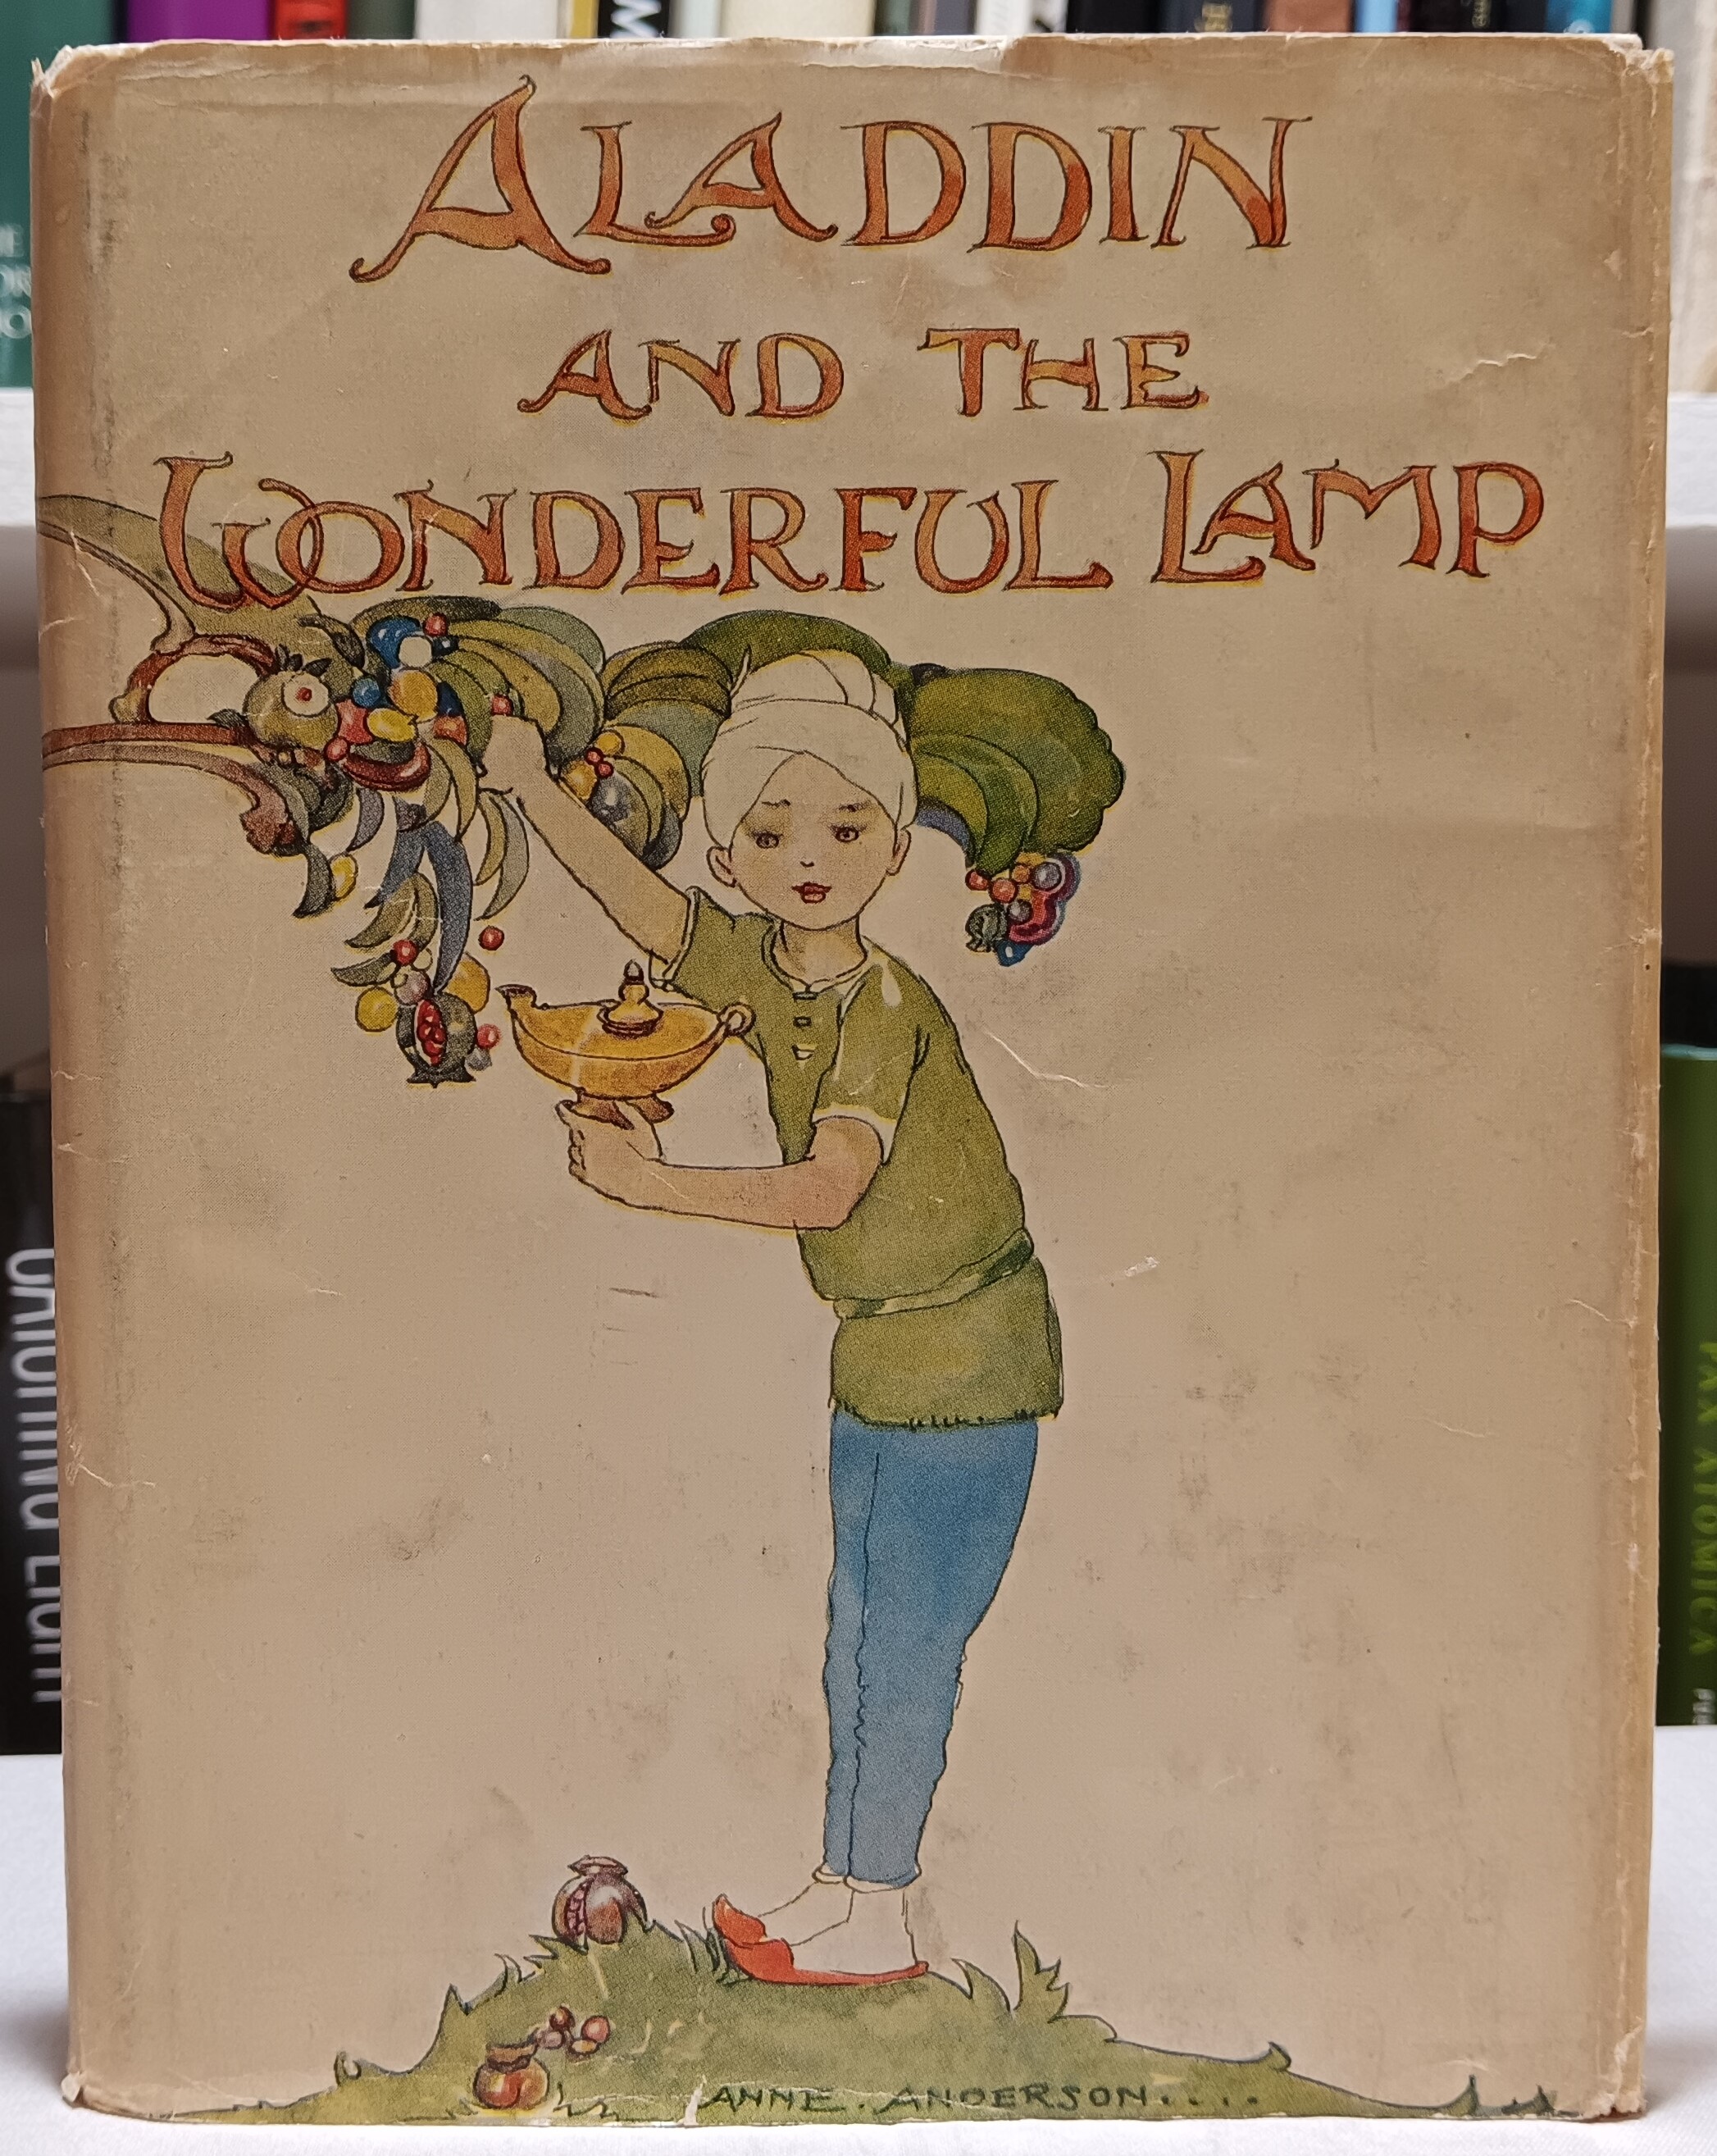 ALADDIN
AND THE
WONDERFUL LAMP
ANNE. ANDERSON....